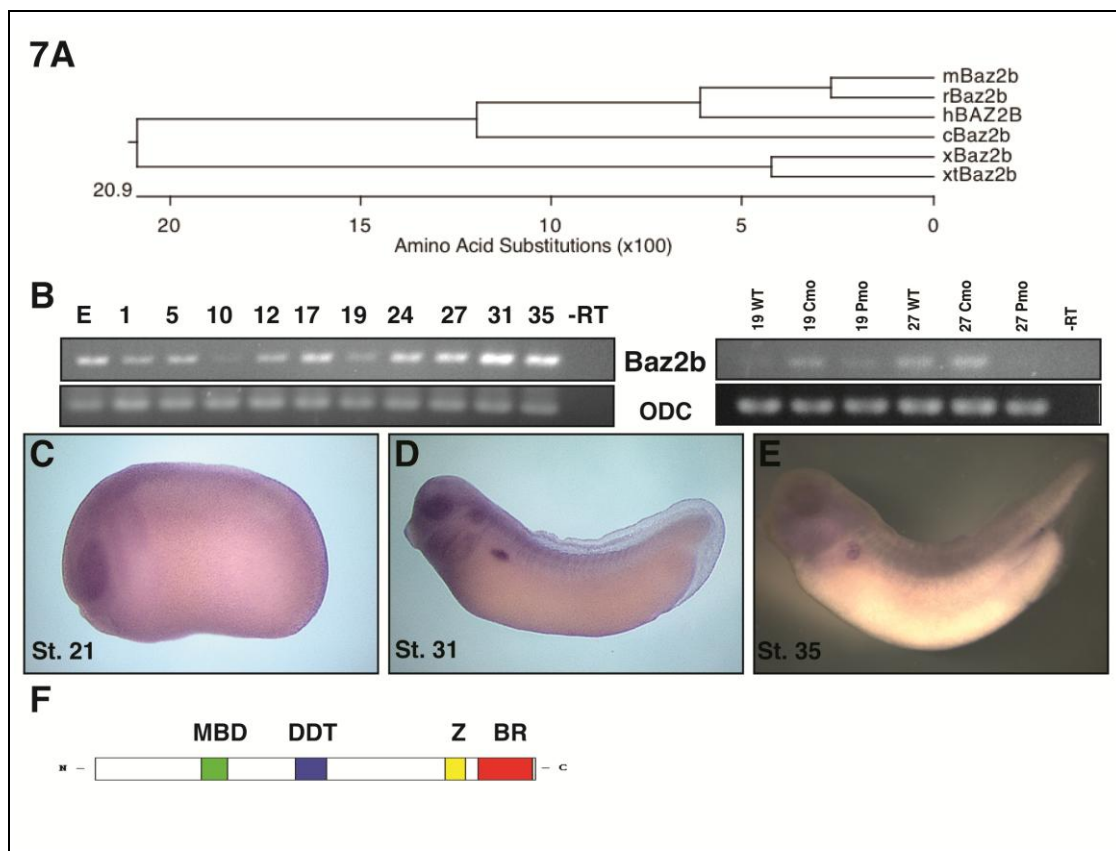 7A
mBaz2b
rBaz2b
hBAZ2B
cBaz2b
xBaz2b
xtBaz2b
20.9
20 15 10 5 0
Amino Acid Substitutions (x100)
B
E 1 5 10 12 17 19 24 27 31 35 -RT
19 WT 19 Cmo 19 Pmo 27 WT 27 Cmo 27 Pmo -RT
Baz2b
ODC
C
St. 21
D
St. 31
E
St. 35
F
MBD DDT Z BR
N – – C